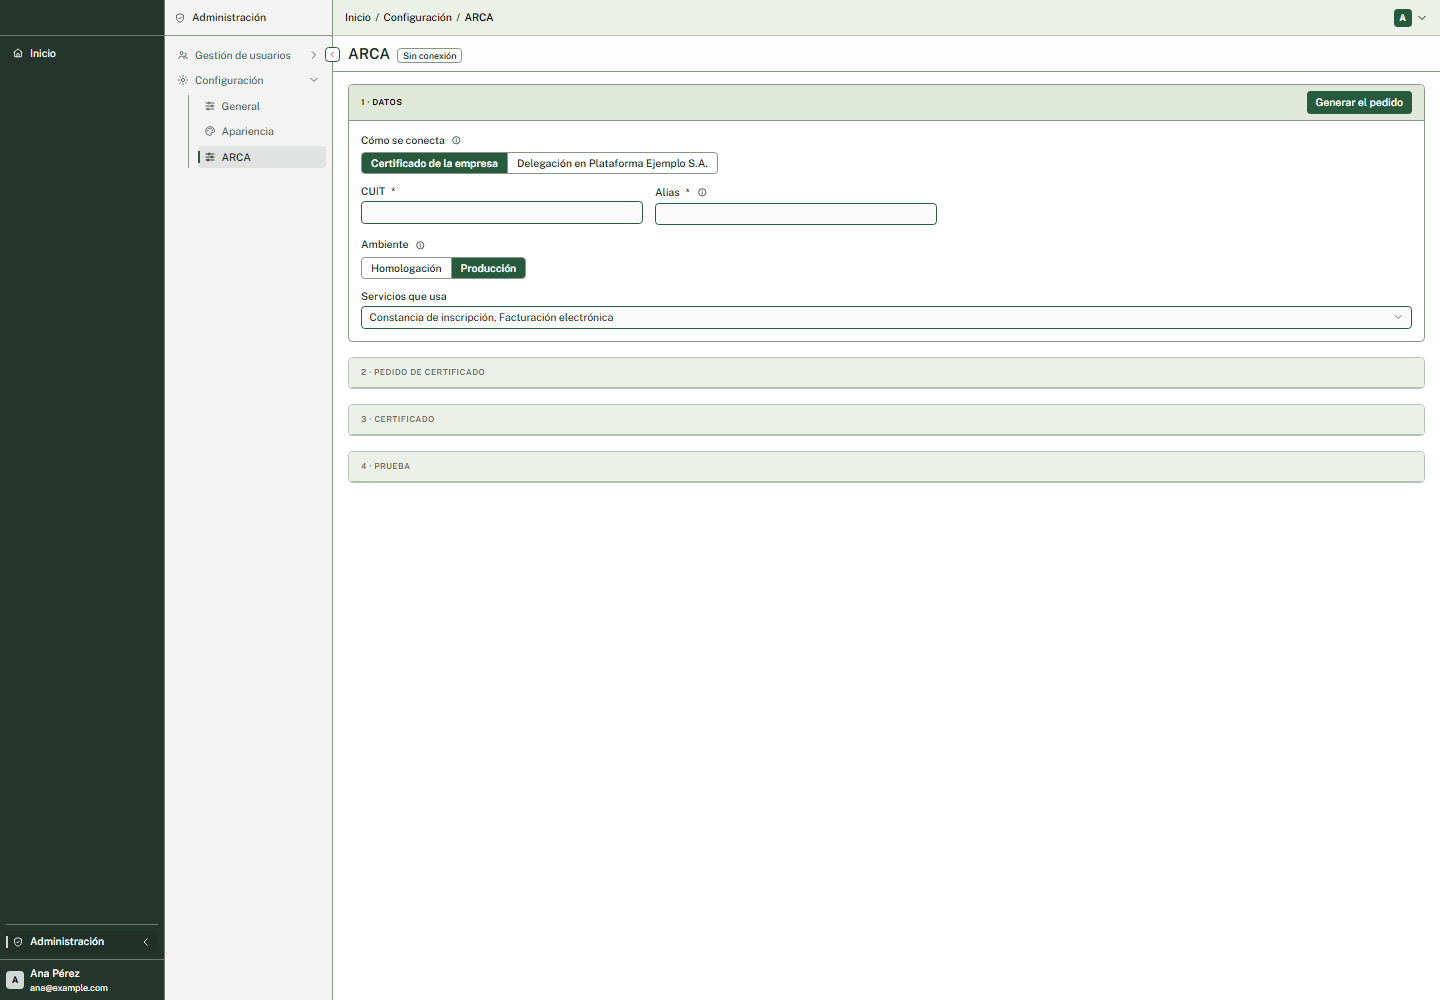 Administración
Inicio / Configuración / ARCA
A
Inicio
Gestión de usuarios
Configuración
General
Apariencia
ARCA
ARCA
Sin conexión
1 · DATOS
Generar el pedido
Cómo se conecta
Certificado de la empresa
Delegación en Plataforma Ejemplo S.A.
CUIT *
Alias *
Ambiente
Homologación
Producción
Servicios que usa
Constancia de inscripción, Facturación electrónica
2 · PEDIDO DE CERTIFICADO
3 · CERTIFICADO
4 · PRUEBA
Administración
A
Ana Pérez
ana@example.com